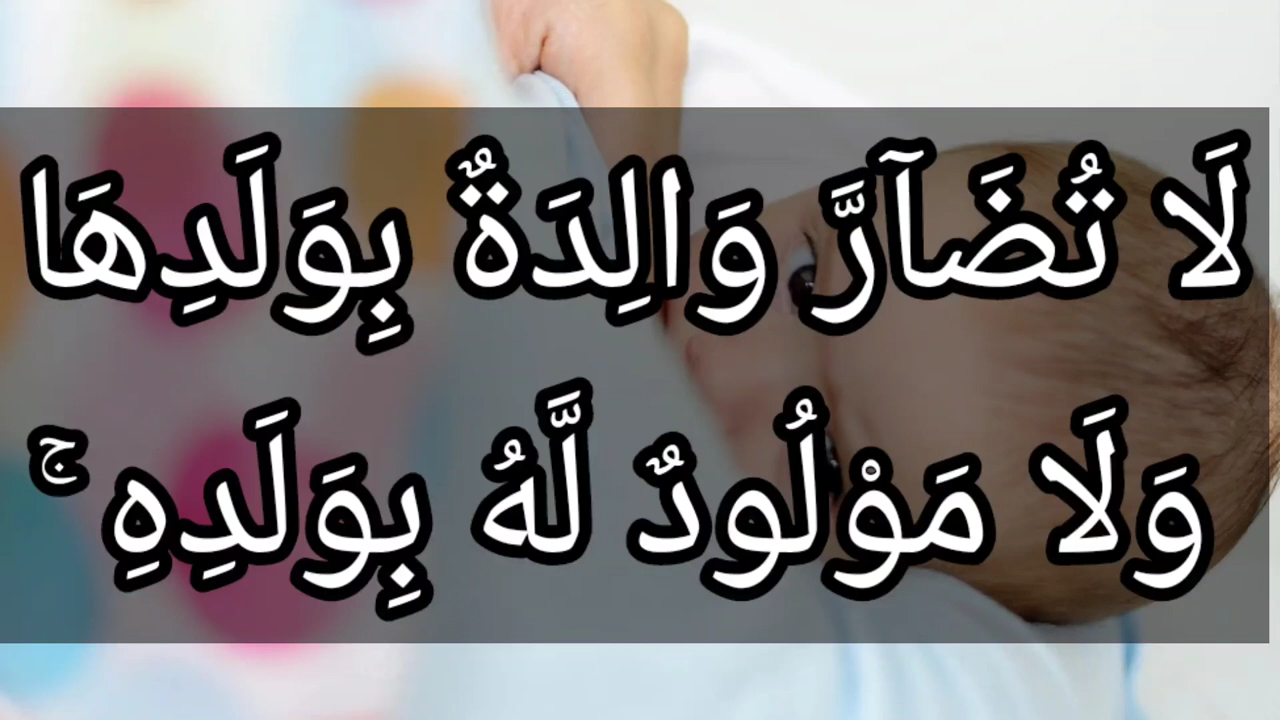 لَا تُضَآرَّ وَالِدَةٌ بِوَلَدِهَا
وَلَا مَوْلُودٌ لَّهُ بِوَلَدِهِ ۚ